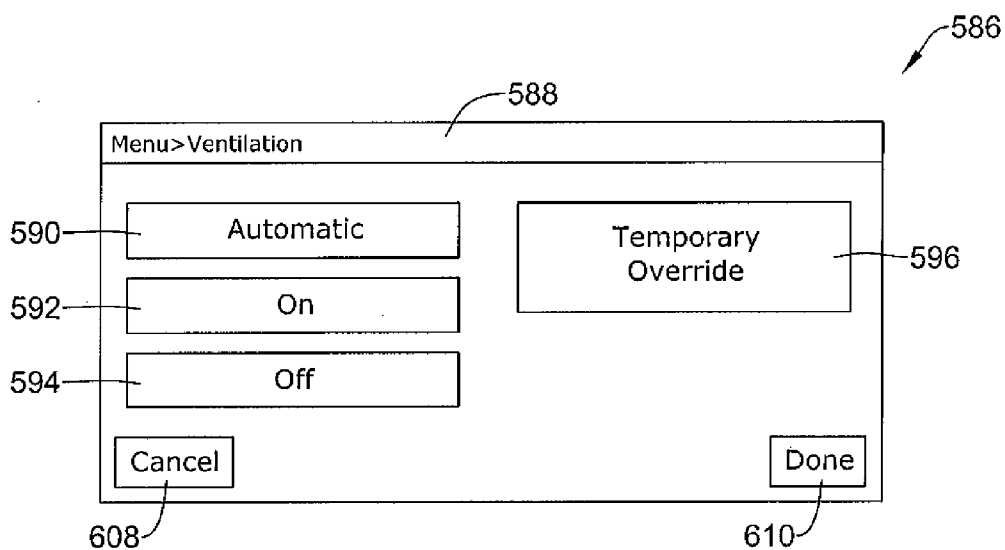 586
588
Menu>Ventilation
590
Automatic
Temporary
Override
596
592
On
594
Off
Cancel
Done
608
610